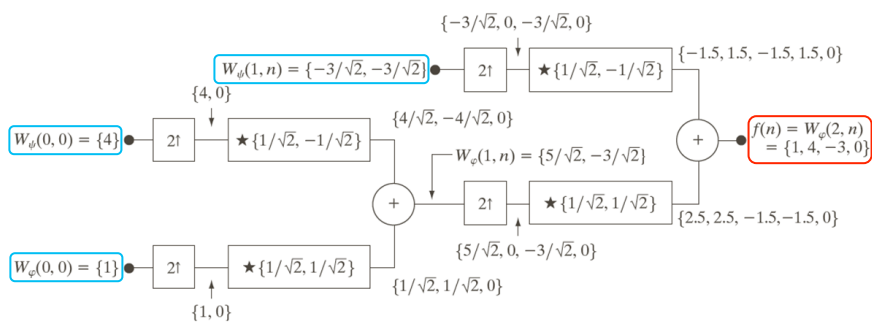 {−3/√2, 0, −3/√2, 0}
W_ψ(1, n) = {−3/√2, −3/√2}
2↑
★{1/√2, −1/√2}
{−1.5, 1.5, −1.5, 1.5, 0}
{4, 0}
W_ψ(0, 0) = {4}
2↑
★{1/√2, −1/√2}
{4/√2, −4/√2, 0}
+
f(n) = W_φ(2, n)
= {1, 4, −3, 0}
W_φ(1, n) = {5/√2, −3/√2}
+
2↑
★{1/√2, 1/√2}
{2.5, 2.5, −1.5,−1.5, 0}
{5/√2, 0, −3/√2, 0}
W_φ(0, 0) = {1}
2↑
★{1/√2, 1/√2}
{1/√2, 1/√2, 0}
{1, 0}